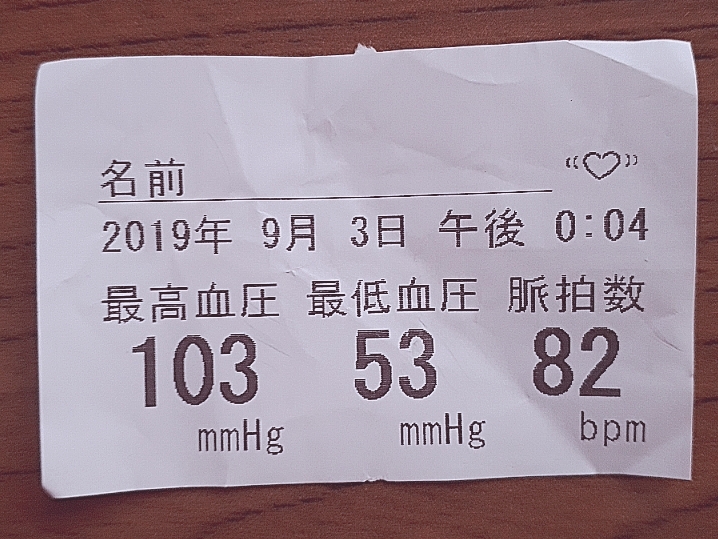 名前
2019年 9月 3日 午後 0:04
最高血圧 最低血圧 脈拍数
103 53 82
mmHg mmHg bpm